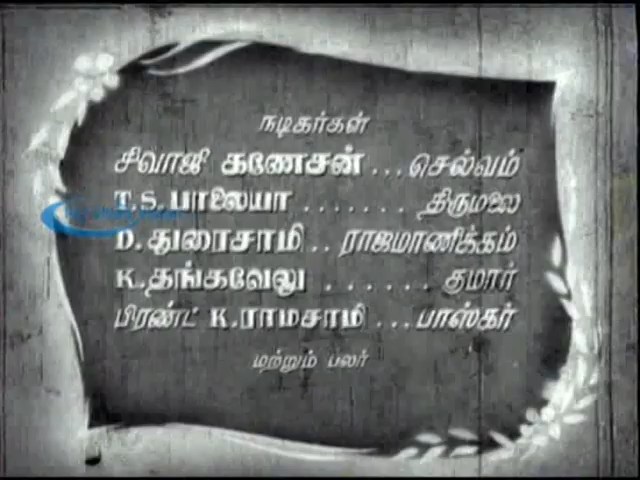 நடிகர்கள்
சிவாஜி கணேசன் ... செல்வம்
T.S.பாலையா ....... திருமலை
D.துரைசாமி .. ராஜமாணிக்கம்
K.தங்கவேலு ...... குமார்
பிரண்ட் K.ராமசாமி ... பாஸ்கர்
மற்றும் பலர்